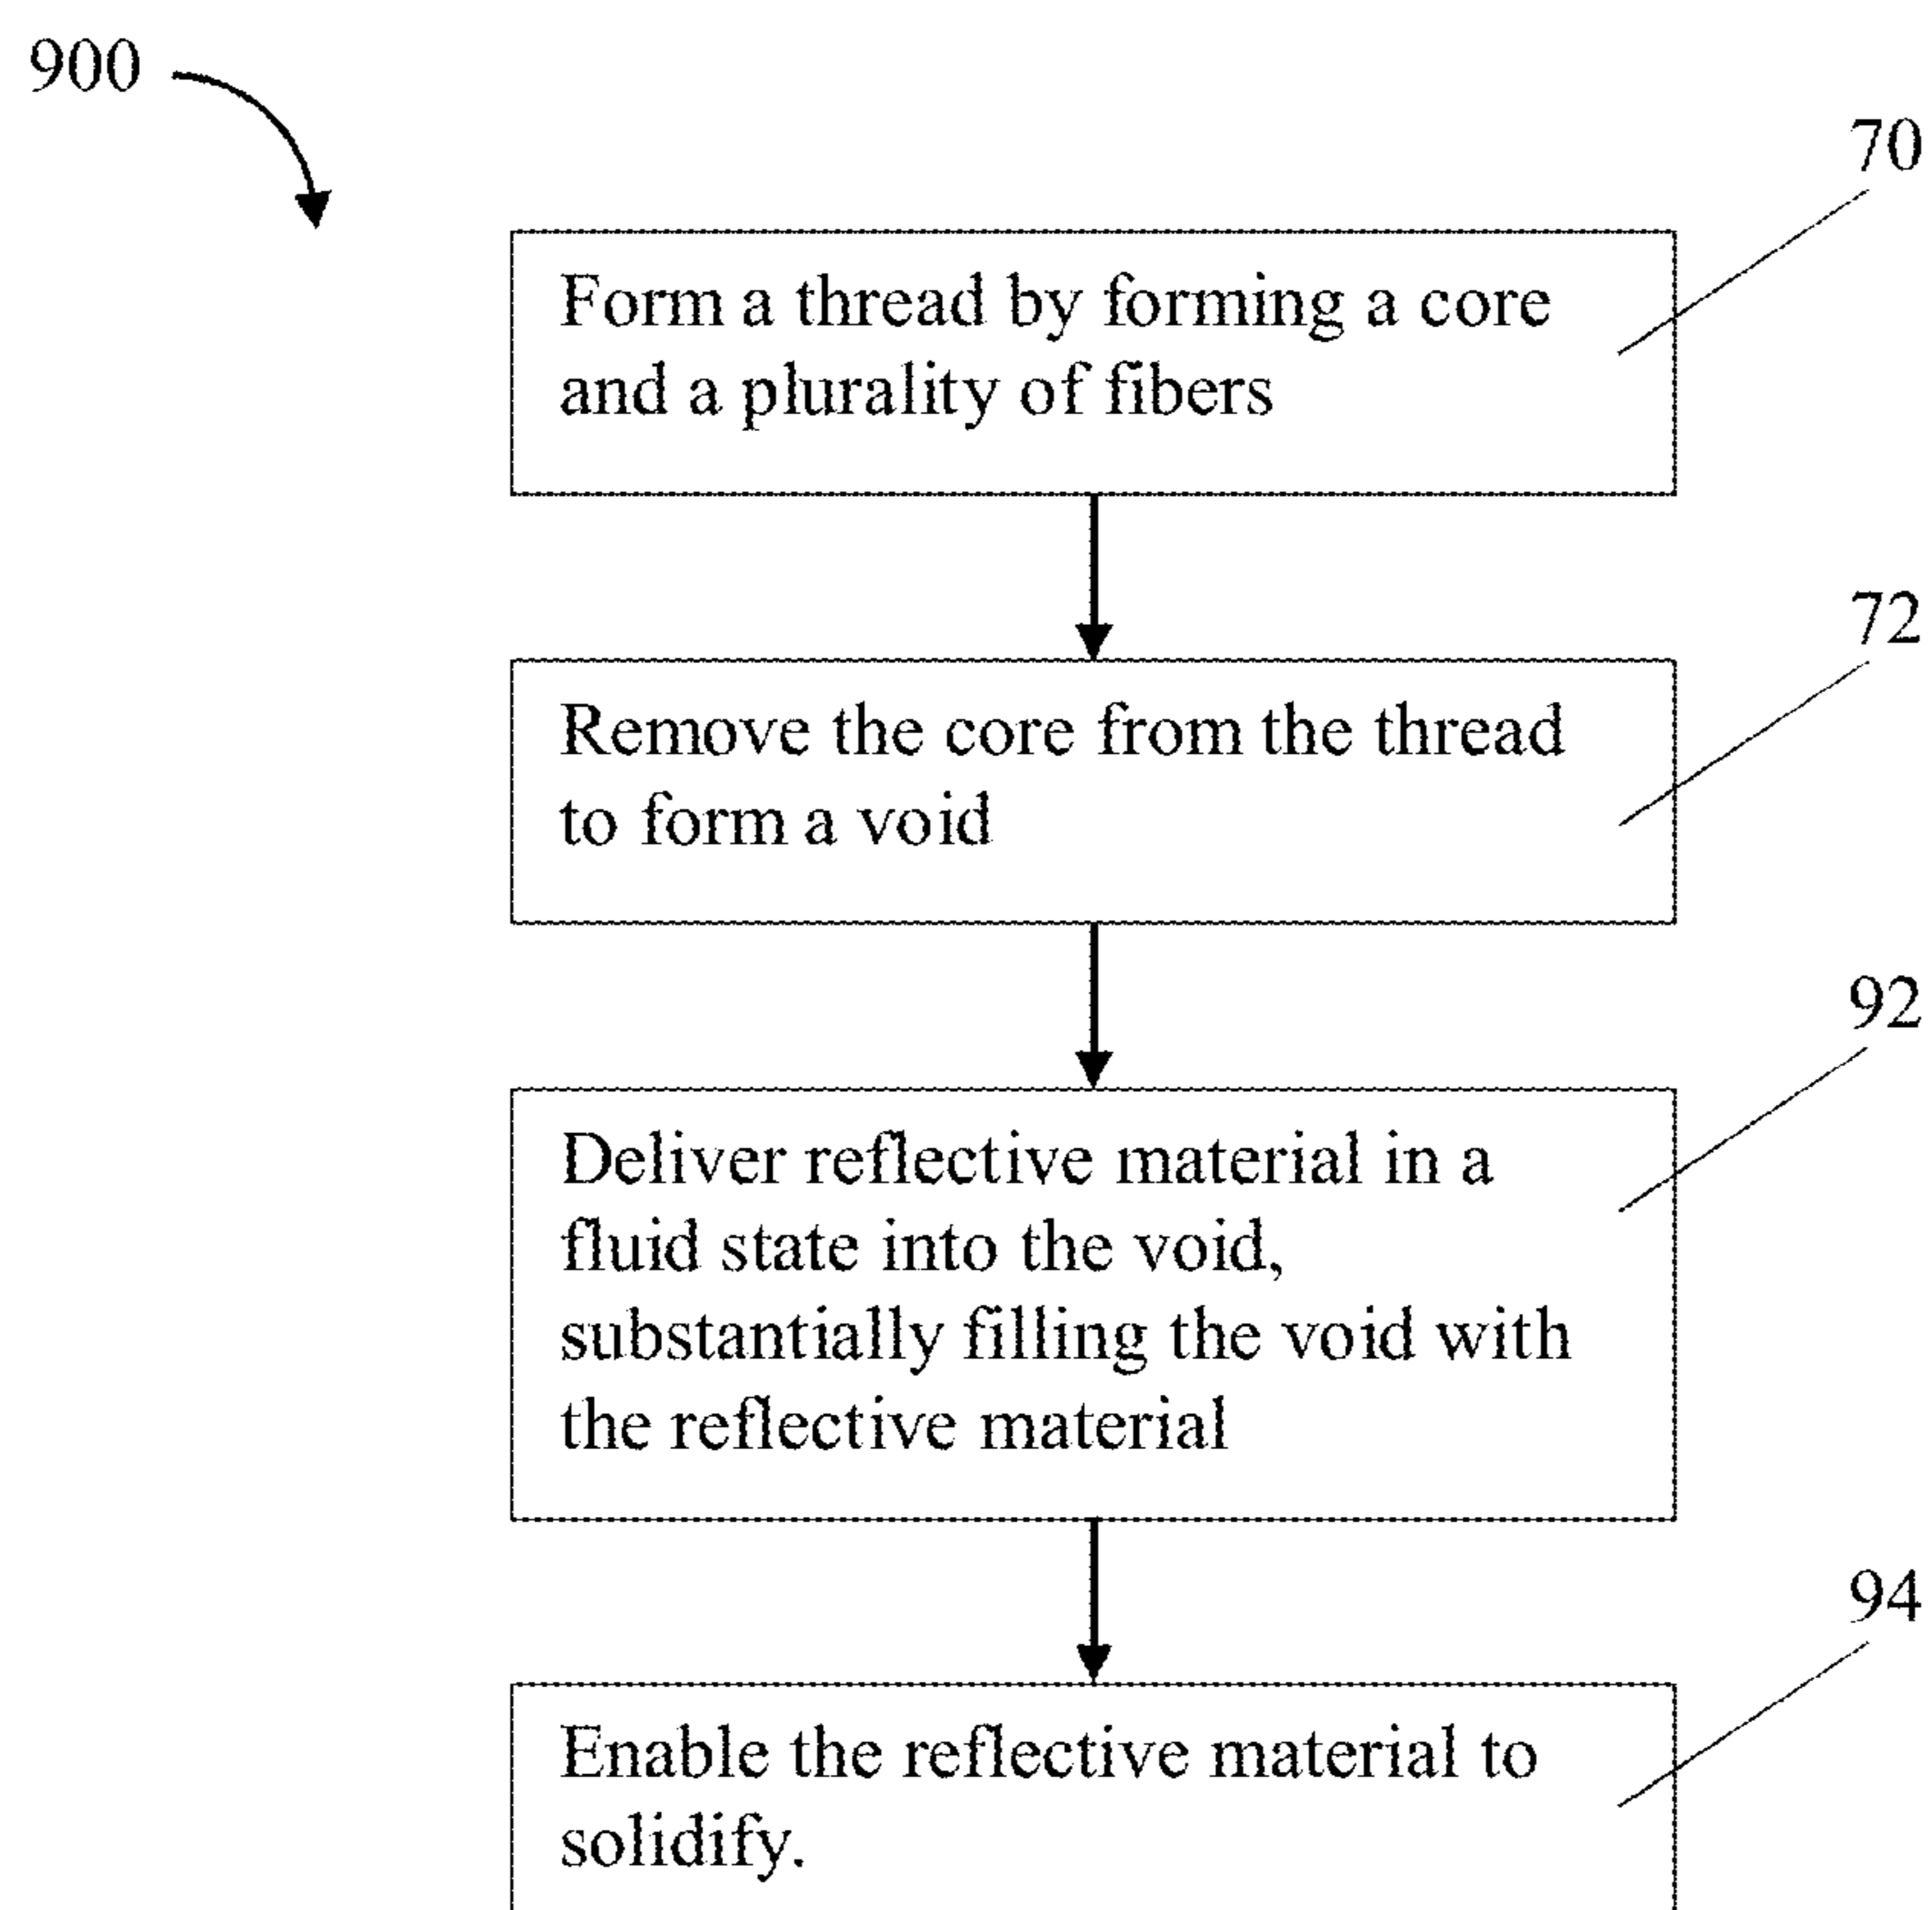 900
70
Form a thread by forming a core
and a plurality of fibers
72
Remove the core from the thread
to form a void
92
Deliver reflective material in a
fluid state into the void,
substantially filling the void with
the reflective material
94
Enable the reflective material to
solidify.